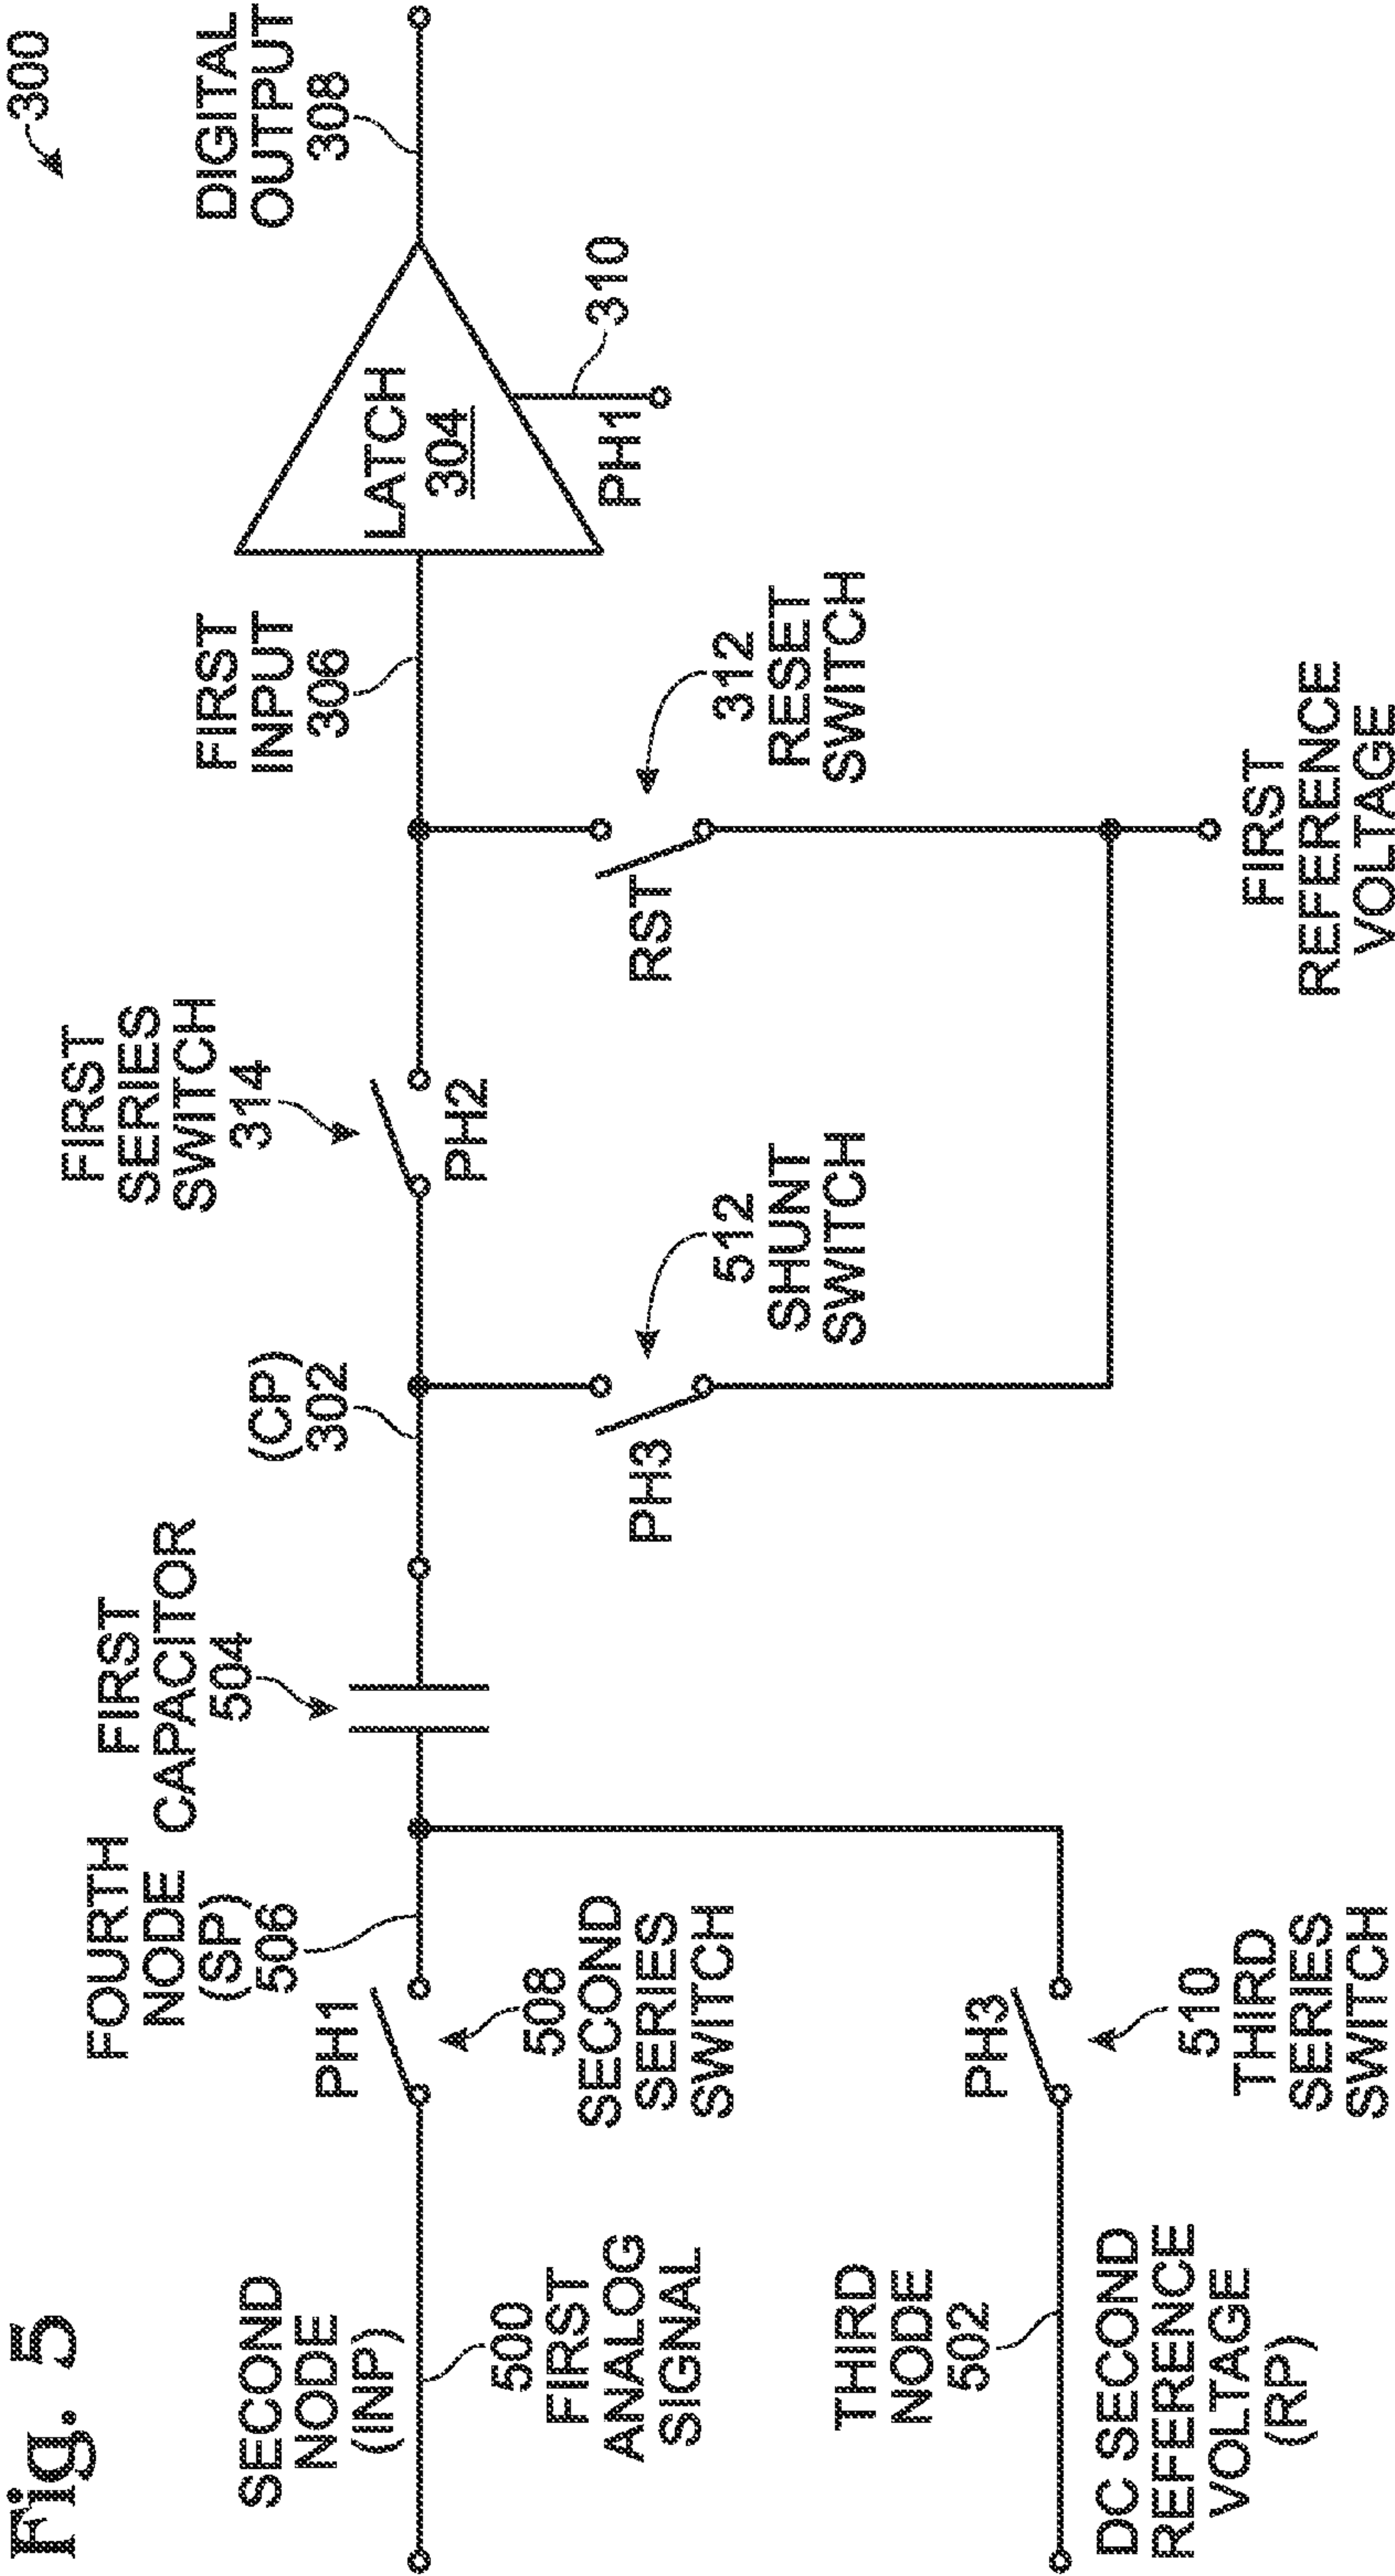 Fig. 5
300
SECOND
NODE
(INP)
500
FIRST
ANALOG
SIGNAL
THIRD
NODE
502
DC SECOND
REFERENCE
VOLTAGE
(RP)
FOURTH
NODE
(SP)
506
PH1
508
SECOND
SERIES
SWITCH
PH3
510
THIRD
SERIES
SWITCH
FIRST
CAPACITOR
504
(CP)
302
PH3
512
SHUNT
SWITCH
FIRST
SERIES
SWITCH
314
PH2
RST
312
RESET
SWITCH
FIRST
REFERENCE
VOLTAGE
FIRST
INPUT
306
LATCH
304
PH1
310
DIGITAL
OUTPUT
308